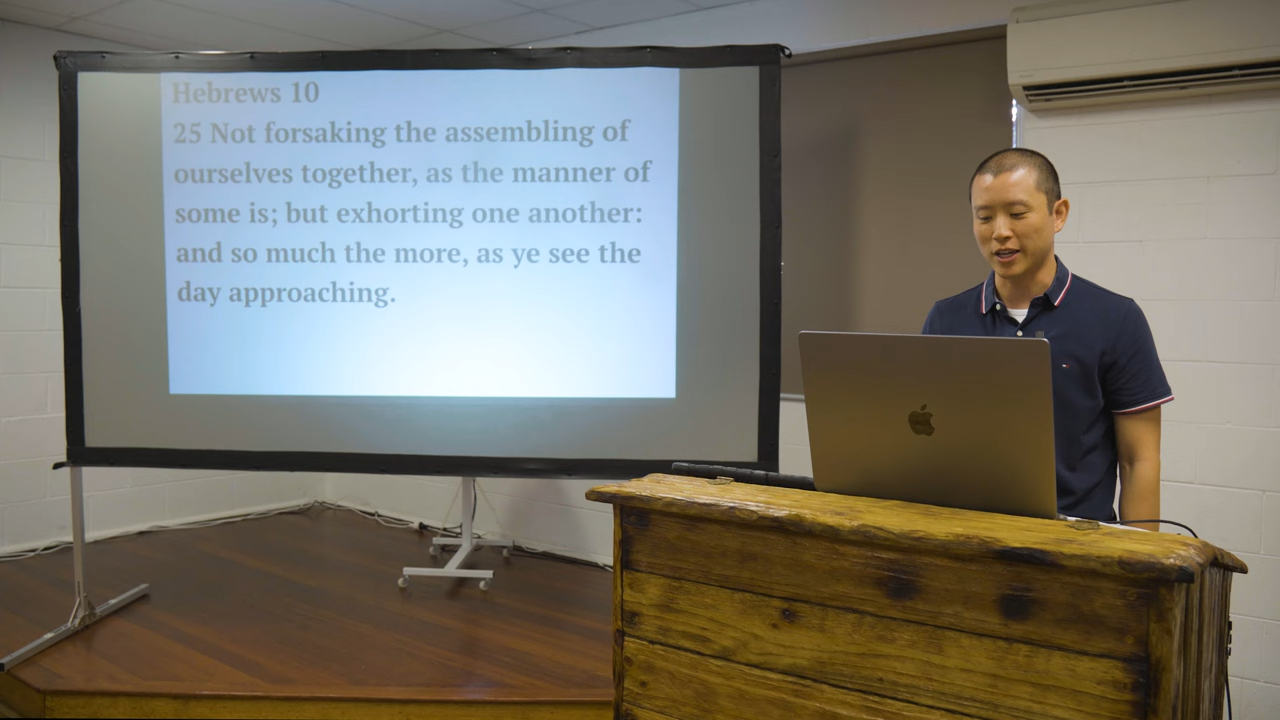 Hebrews 10
25 Not forsaking the assembling of
ourselves together, as the manner of
some is; but exhorting one another:
and so much the more, as ye see the
day approaching.